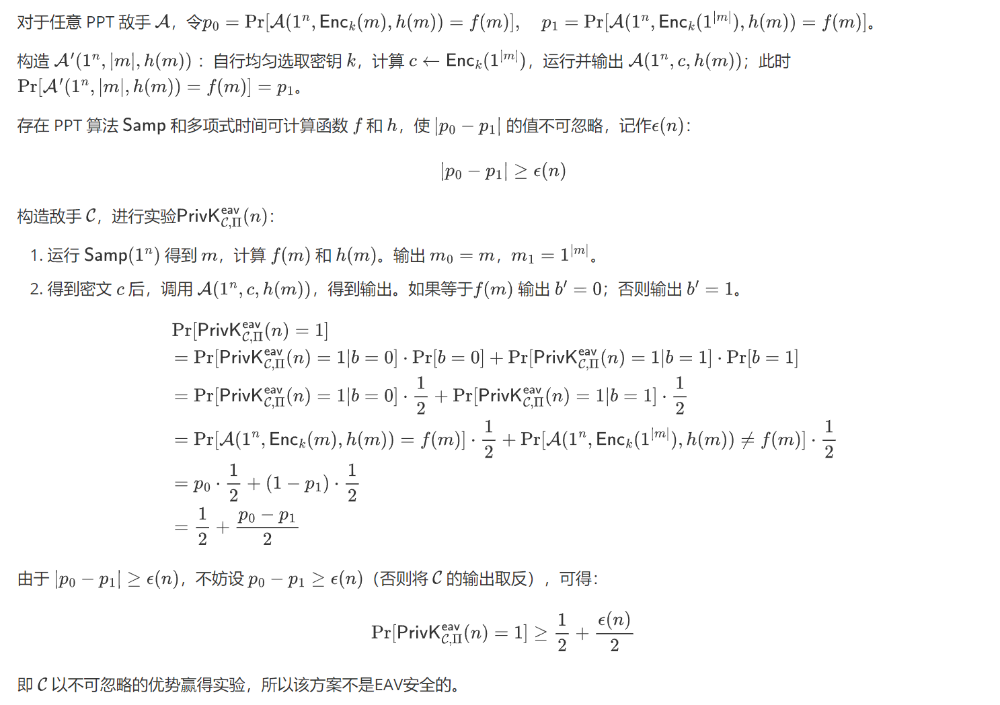 对于任意 PPT 敌手 $\mathcal{A}$，令$p_0 = \Pr[\mathcal{A}(1^n, \mathsf{Enc}_k(m), h(m)) = f(m)], \quad p_1 = \Pr[\mathcal{A}(1^n, \mathsf{Enc}_k(1^{|m|}), h(m)) = f(m)]$。
构造 $\mathcal{A}'(1^n, |m|, h(m))$ ：自行均匀选取密钥 $k$，计算 $c \leftarrow \mathsf{Enc}_k(1^{|m|})$，运行并输出 $\mathcal{A}(1^n, c, h(m))$；此时
$\Pr[\mathcal{A}'(1^n, |m|, h(m)) = f(m)] = p_1$。
存在 PPT 算法 $\mathsf{Samp}$ 和多项式时间可计算函数 $f$ 和 $h$，使 $|p_0 - p_1|$ 的值不可忽略，记作$\epsilon(n)$：
$|p_0 - p_1| \geq \epsilon(n)$
构造敌手 $\mathcal{C}$，进行实验$\mathsf{PrivK}^{\mathsf{eav}}_{\mathcal{C},\Pi}(n)$：
1. 运行 $\mathsf{Samp}(1^n)$ 得到 $m$，计算 $f(m)$ 和 $h(m)$。输出 $m_0 = m$，$m_1 = 1^{|m|}$。
2. 得到密文 $c$ 后，调用 $\mathcal{A}(1^n, c, h(m))$，得到输出。如果等于$f(m)$ 输出 $b' = 0$；否则输出 $b' = 1$。
$\Pr[\mathsf{PrivK}^{\mathsf{eav}}_{\mathcal{C},\Pi}(n) = 1]$
$= \Pr[\mathsf{PrivK}^{\mathsf{eav}}_{\mathcal{C},\Pi}(n) = 1 | b = 0] \cdot \Pr[b = 0] + \Pr[\mathsf{PrivK}^{\mathsf{eav}}_{\mathcal{C},\Pi}(n) = 1 | b = 1] \cdot \Pr[b = 1]$
$= \Pr[\mathsf{PrivK}^{\mathsf{eav}}_{\mathcal{C},\Pi}(n) = 1 | b = 0] \cdot \frac{1}{2} + \Pr[\mathsf{PrivK}^{\mathsf{eav}}_{\mathcal{C},\Pi}(n) = 1 | b = 1] \cdot \frac{1}{2}$
$= \Pr[\mathcal{A}(1^n, \mathsf{Enc}_k(m), h(m)) = f(m)] \cdot \frac{1}{2} + \Pr[\mathcal{A}(1^n, \mathsf{Enc}_k(1^{|m|}), h(m)) \neq f(m)] \cdot \frac{1}{2}$
$= p_0 \cdot \frac{1}{2} + (1 - p_1) \cdot \frac{1}{2}$
$= \frac{1}{2} + \frac{p_0 - p_1}{2}$
由于 $|p_0 - p_1| \geq \epsilon(n)$，不妨设 $p_0 - p_1 \geq \epsilon(n)$（否则将 $\mathcal{C}$ 的输出取反），可得：
$\Pr[\mathsf{PrivK}^{\mathsf{eav}}_{\mathcal{C},\Pi}(n) = 1] \geq \frac{1}{2} + \frac{\epsilon(n)}{2}$
即 $\mathcal{C}$ 以不可忽略的优势赢得实验，所以该方案不是EAV安全的。